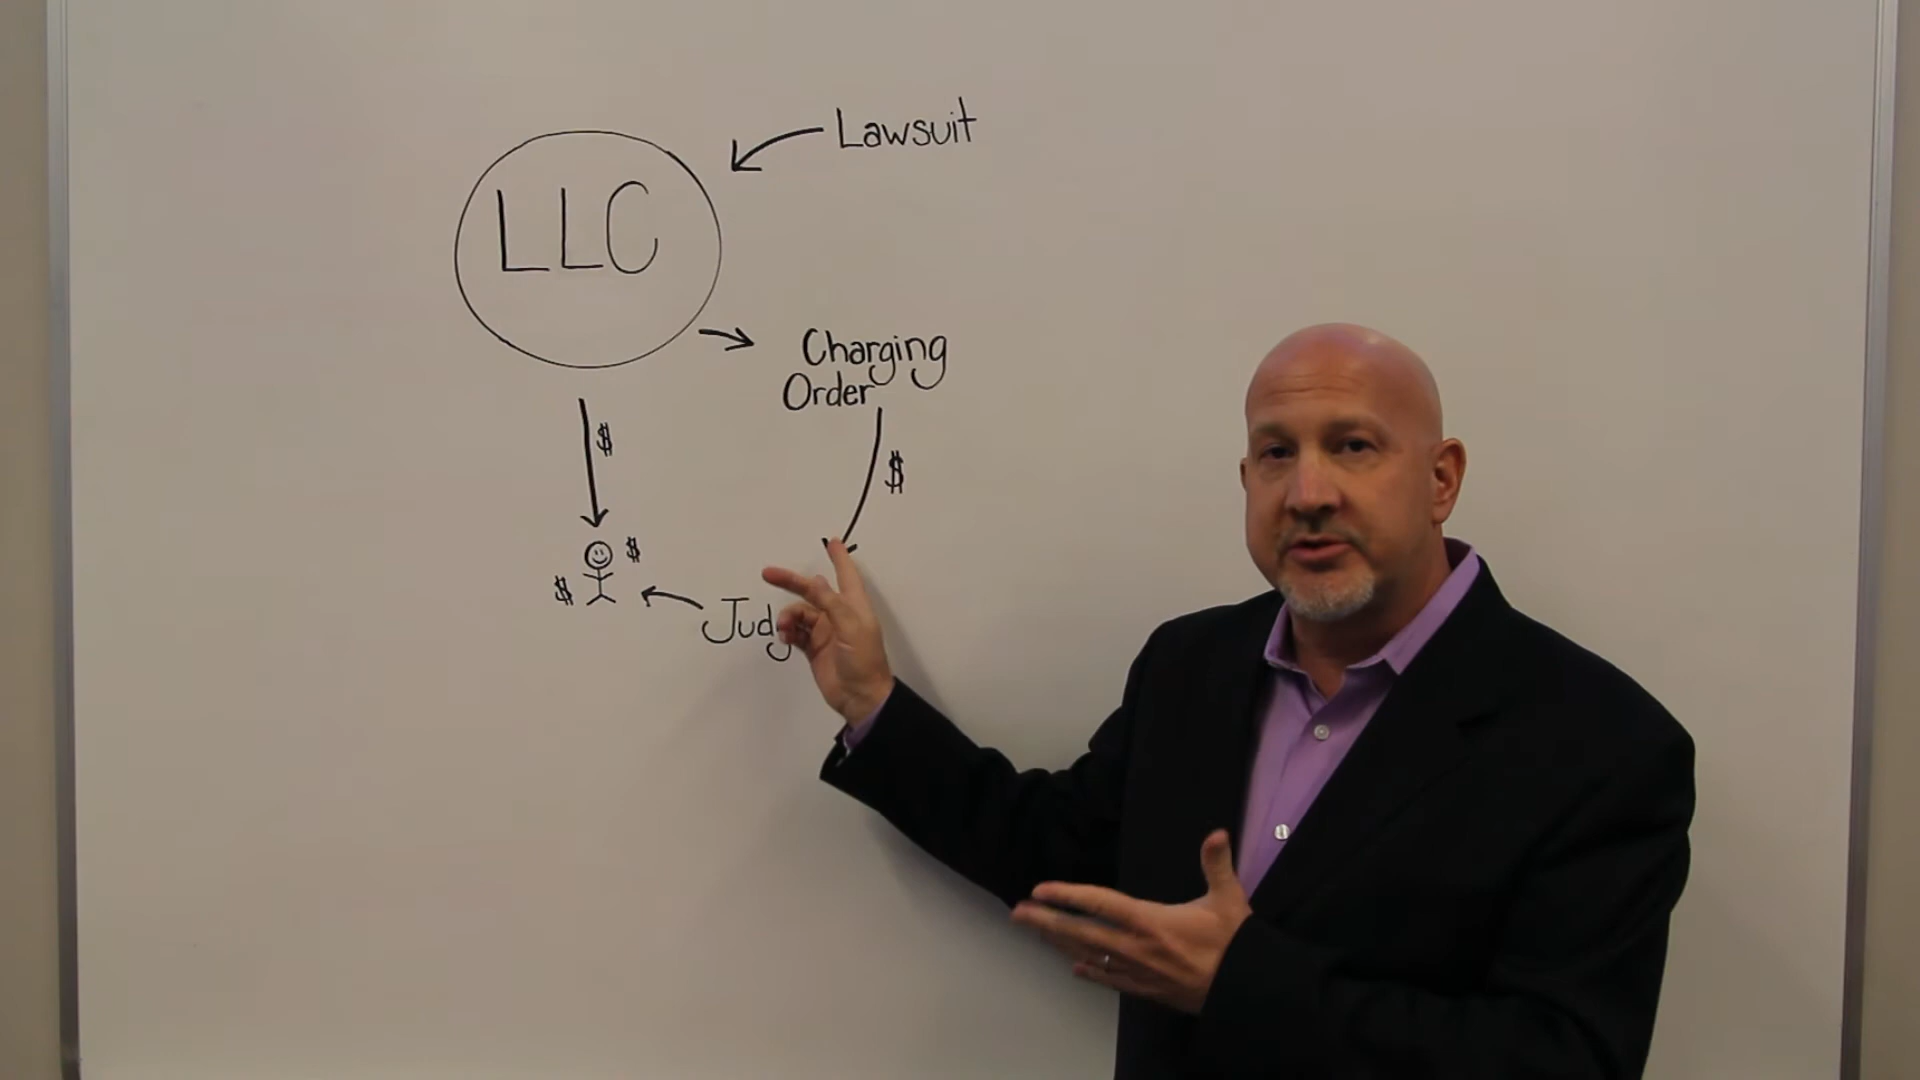 Lawsuit
LLC
Charging
Order
$
$
$
$